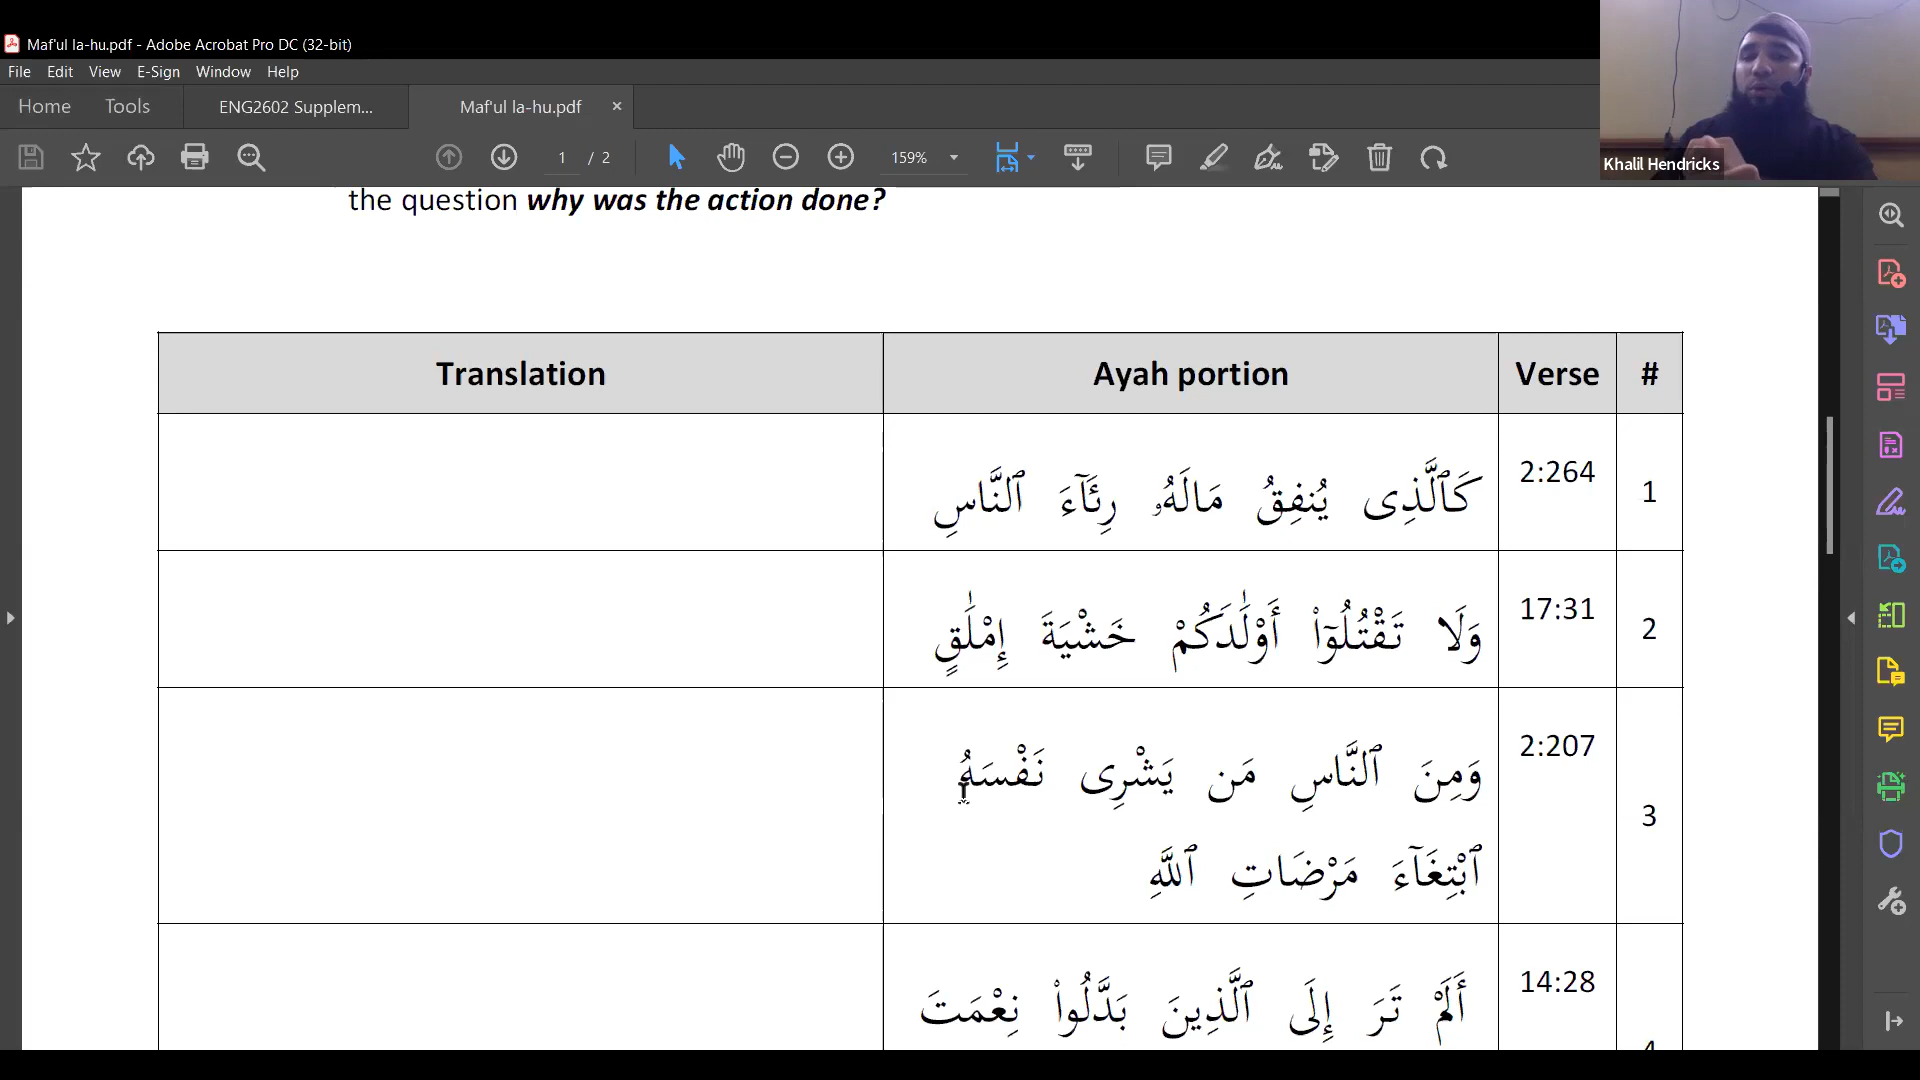 Maf'ul la-hu.pdf - Adobe Acrobat Pro DC (32-bit)
File Edit View E-Sign Window Help
Home Tools ENG2602 Supplem... Maf'ul la-hu.pdf ×
1 / 2 159%
Khalil Hendricks
the question why was the action done?
Translation Ayah portion Verse #
كَٱلَّذِى يُنفِقُ مَالَهُۥ رِئَآءَ ٱلنَّاسِ 2:264 1
وَلَا تَقْتُلُوٓا۟ أَوْلَٰدَكُمْ خَشْيَةَ إِمْلَٰقٍ 17:31 2
وَمِنَ ٱلنَّاسِ مَن يَشْرِى نَفْسَهُ 2:207 3
ٱبْتِغَآءَ مَرْضَاتِ ٱللَّهِ
أَلَمْ تَرَ إِلَى ٱلَّذِينَ بَدَّلُوا۟ نِعْمَتَ 14:28